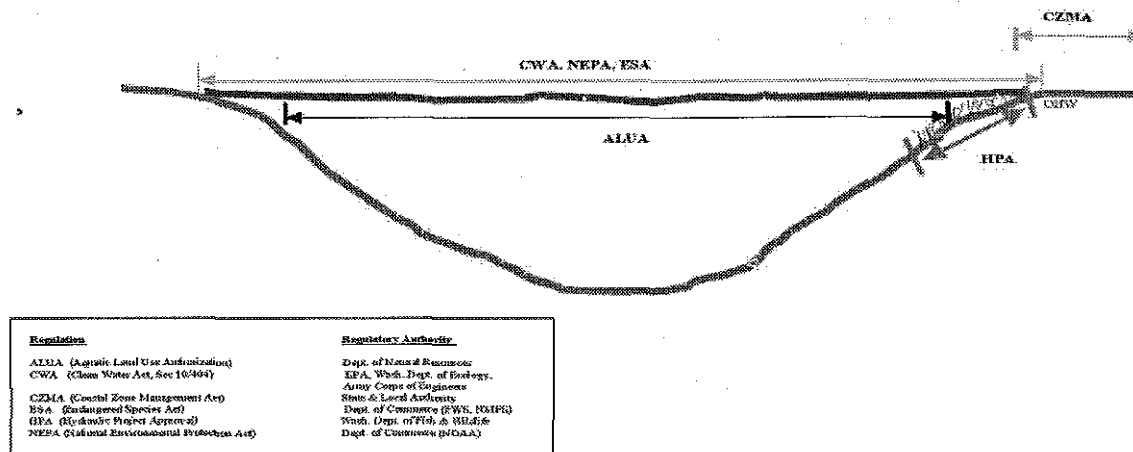 CZMA
CWA, NEPA, ESA
OHW
ALUA
HPA
Regulation Regulatory Authority
ALUA (Aquatic Land Use Authorization) Dept. of Natural Resources
CWA (Clean Water Act, Sec 10/404) EPA, Wash. Dept. of Ecology,
Army Corps of Engineers
CZMA (Coastal Zone Management Act) State & Local Authority
ESA (Endangered Species Act) Dept. of Commerce (FWS, NMFS)
HPA (Hydraulic Project Approval) Wash. Dept. of Fish & Wildlife
NEPA (National Environmental Protection Act) Dept. of Commerce (NOAA)